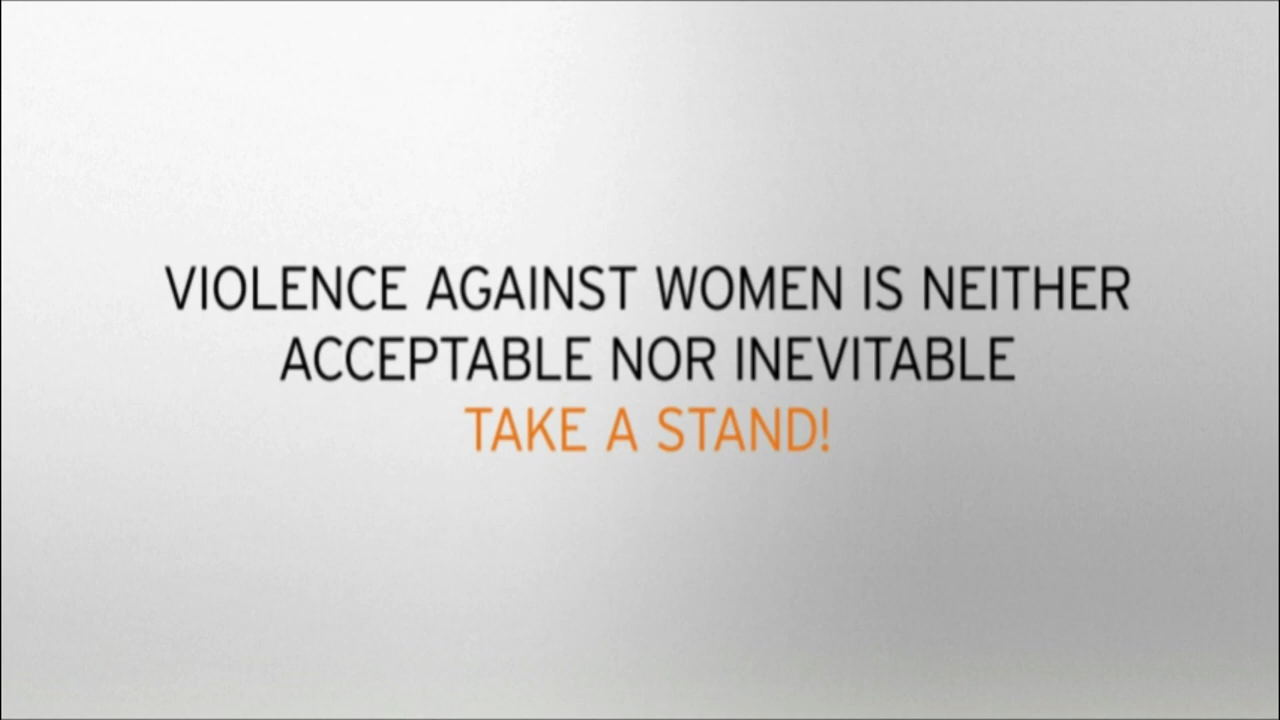 VIOLENCE AGAINST WOMEN IS NEITHER
ACCEPTABLE NOR INEVITABLE
TAKE A STAND!